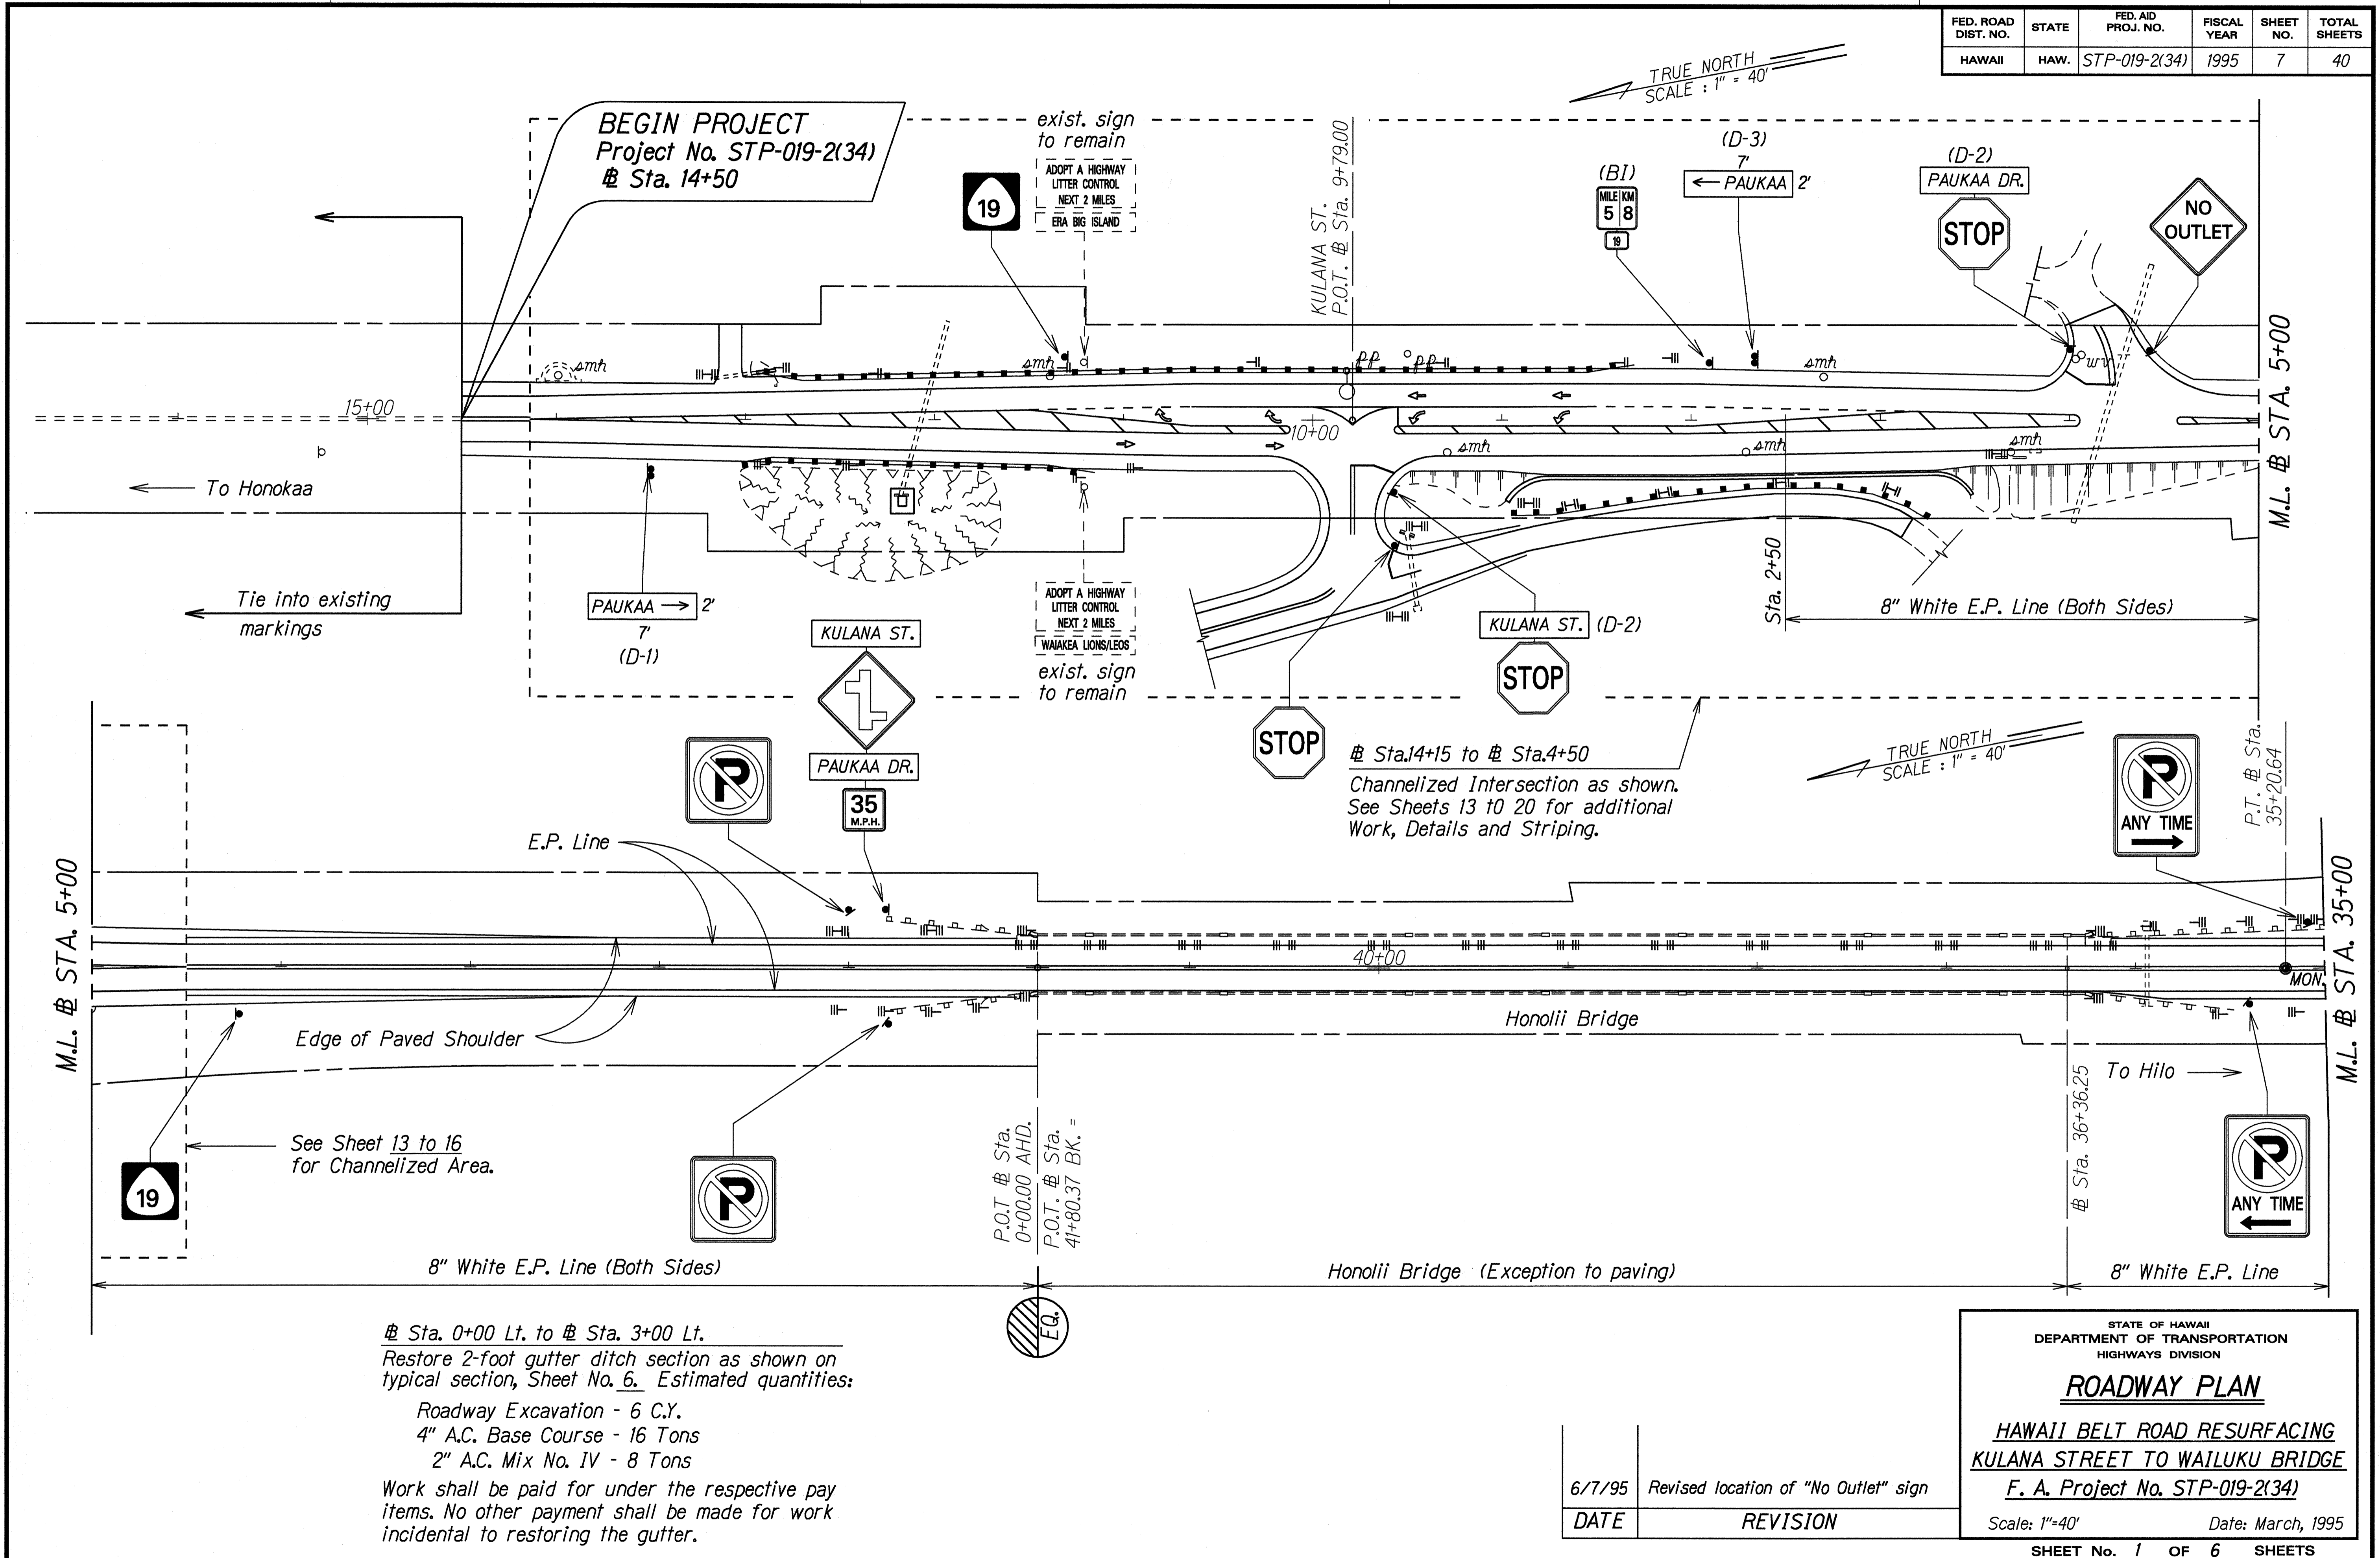 FED. ROAD DIST. NO. STATE FED. AID PROJ. NO. FISCAL YEAR SHEET NO. TOTAL SHEETS
HAWAII HAW. STP-019-2(34) 1995 7 40
TRUE NORTH
SCALE : 1" = 40'
BEGIN PROJECT
Project No. STP-019-2(34)
℄ Sta. 14+50
19
exist. sign
to remain
ADOPT A HIGHWAY
LITTER CONTROL
NEXT 2 MILES
ERA BIG ISLAND
KULANA ST.
P.O.T. ℄ Sta. 9+79.00
(BI)
MILE KM
5 8
19
(D-3)
7'
← PAUKAA 2'
(D-2)
PAUKAA DR.
STOP
NO
OUTLET
M.L. ℄ STA. 5+00
smh
smh
pp
pp
smh
wv
15+00
10+00
smh
smh
smh
← To Honokaa
Tie into existing
markings
PAUKAA → 2'
7'
(D-1)
ADOPT A HIGHWAY
LITTER CONTROL
NEXT 2 MILES
WAIAKEA LIONS/LEOS
exist. sign
to remain
STOP
KULANA ST. (D-2)
STOP
Sta. 2+50
8" White E.P. Line (Both Sides)
℄ Sta.14+15 to ℄ Sta.4+50
Channelized Intersection as shown.
See Sheets 13 t0 20 for additional
Work, Details and Striping.
KULANA ST.
PAUKAA DR.
35
M.P.H.
P
E.P. Line
TRUE NORTH
SCALE : 1" = 40'
P
ANY TIME
P.T. ℄ Sta.
35+20.64
M.L. ℄ STA. 5+00
40+00
MON.
M.L. ℄ STA. 35+00
Edge of Paved Shoulder
Honolii Bridge
To Hilo →
19
See Sheet 13 to 16
for Channelized Area.
P
P.O.T ℄ Sta.
0+00.00 AHD.
P.O.T. ℄ Sta.
41+80.37 BK. =
℄ Sta. 36+36.25
P
ANY TIME
8" White E.P. Line (Both Sides)
Honolii Bridge (Exception to paving)
8" White E.P. Line
EQ.
℄ Sta. 0+00 Lt. to ℄ Sta. 3+00 Lt.
Restore 2-foot gutter ditch section as shown on
typical section, Sheet No. 6. Estimated quantities:
Roadway Excavation - 6 C.Y.
4" A.C. Base Course - 16 Tons
2" A.C. Mix No. IV - 8 Tons
Work shall be paid for under the respective pay
items. No other payment shall be made for work
incidental to restoring the gutter.
6/7/95 Revised location of "No Outlet" sign
DATE REVISION
STATE OF HAWAII
DEPARTMENT OF TRANSPORTATION
HIGHWAYS DIVISION
ROADWAY PLAN
HAWAII BELT ROAD RESURFACING
KULANA STREET TO WAILUKU BRIDGE
F. A. Project No. STP-019-2(34)
Scale: 1"=40' Date: March, 1995
SHEET No. 1 OF 6 SHEETS